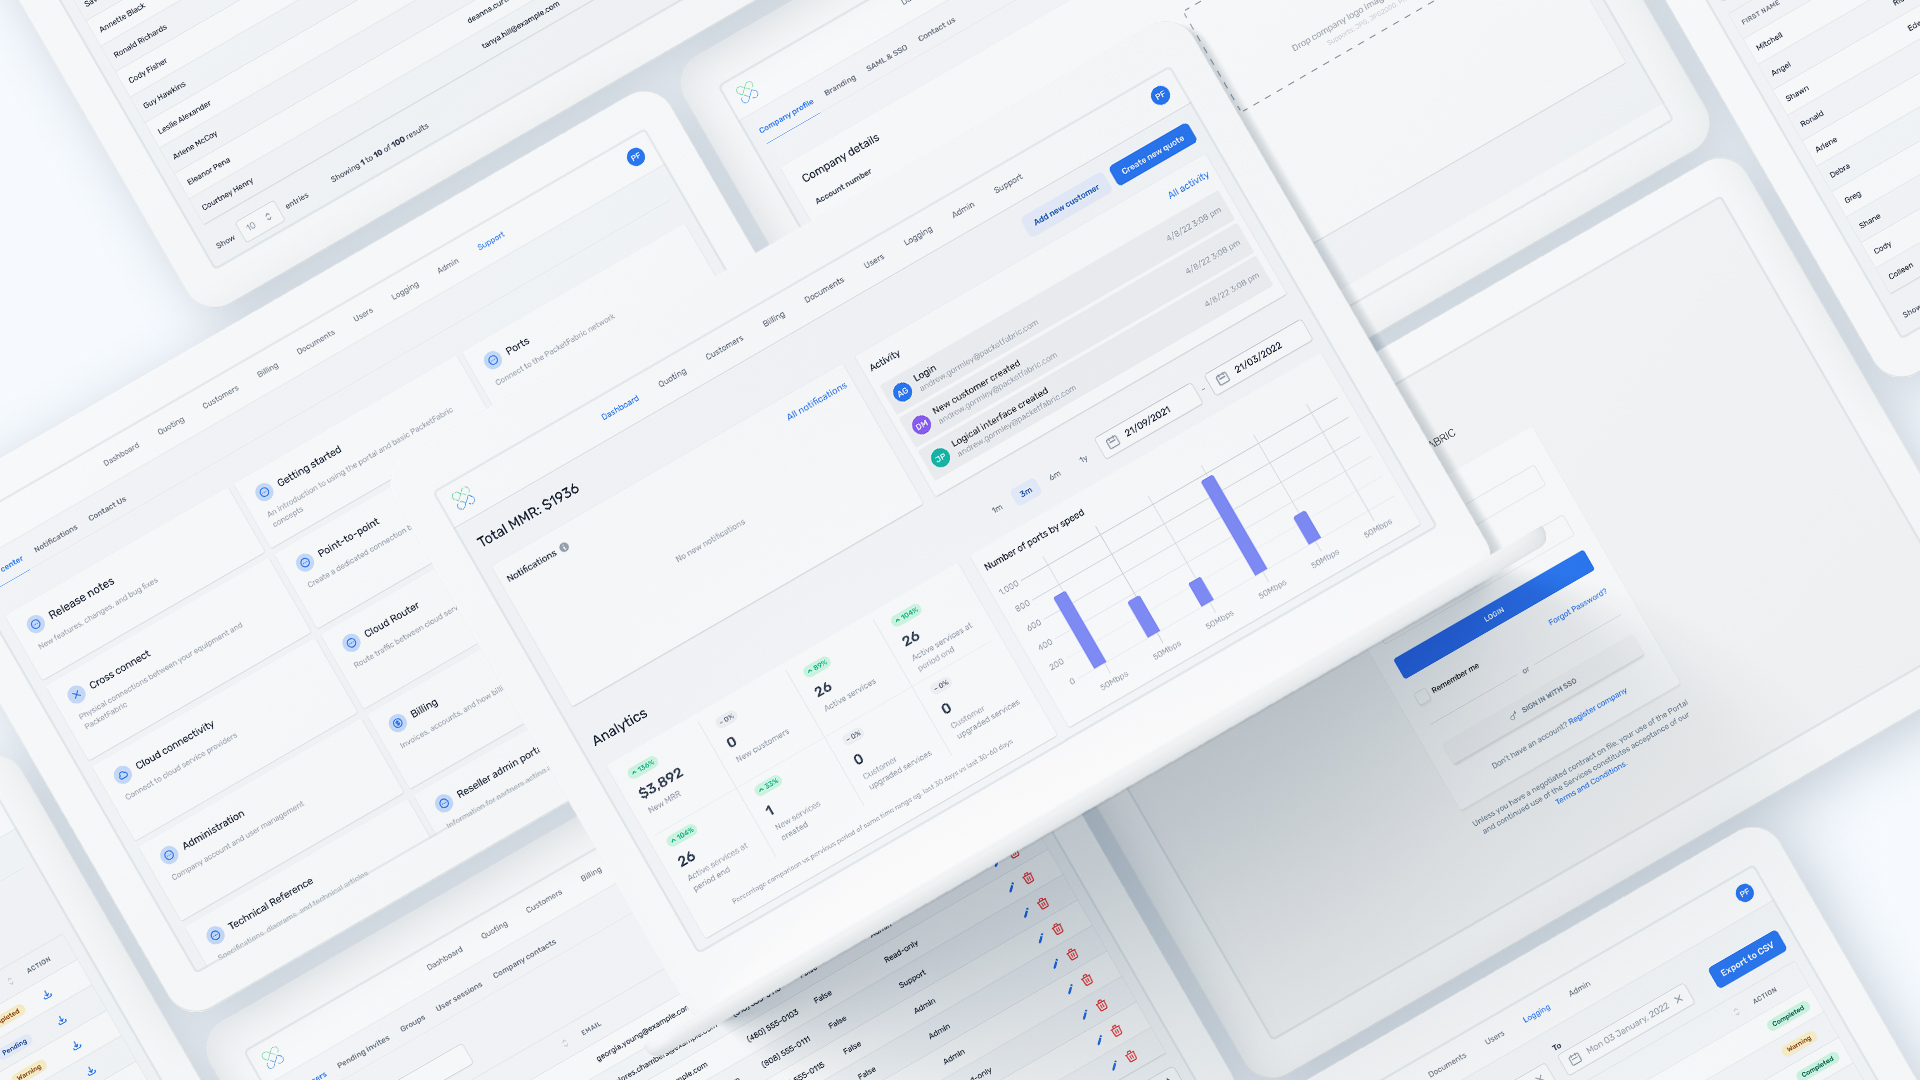 Annette Black
Ronald Richards
Cody Fisher
Guy Hawkins
Leslie Alexander
Arlene McCoy
Eleanor Pena
Courtney Henry
tanya.hill@example.com
Show
10
entries
Showing 1 to 10 of 100 results
Company profile
Branding
SAML & SSO
Contact us
Company details
Account number
Drop company logo
FIRST NAME
Mitchell
Angel
Shawn
Ronald
Arlene
Debra
Greg
Shane
Cody
Colleen
PF
Dashboard
Quoting
Customers
Billing
Documents
Users
Logging
Admin
Support
center
Notifications
Contact Us
Release notes
New features, changes, and bug fixes
Getting started
An introduction to using the portal and basic PacketFabric
concepts
Ports
Connect to the PacketFabric network
Cross connect
Physical connections between your equipment and
PacketFabric
Point-to-point
Create a dedicated connection
Cloud connectivity
Connect to cloud service providers
Cloud Router
Route traffic between cloud
Administration
Company account and user management
Billing
Invoices, accounts, and how
Technical Reference
Specifications, diagrams, and technical articles
Reseller admin
Information for partners
PF
Dashboard
Quoting
Customers
Billing
Documents
Users
Logging
Admin
Support
Total MMR: $1936
Add new customer
Create new quote
Notifications
All notifications
No new notifications
Activity
All activity
AG
Login
andrew.gormley@packetfabric.com
4/8/22 3:08 pm
DM
New customer created
andrew.gormley@packetfabric.com
4/8/22 3:08 pm
JP
Logical interface created
andrew.gormley@packetfabric.com
4/8/22 3:08 pm
Analytics
1m
3m
6m
1y
21/09/2021
-
21/03/2022
136%
$3,892
New MRR
0%
0
New customers
89%
26
Active services
104%
26
Active services at
period end
104%
26
Active services at
period end
33%
1
New services
created
0%
0
Customer
upgraded services
0%
0
Customer
upgraded services
Percentage comparison vs pervious period of same time range eg. last 30 days vs last 30-60 days
Number of ports by speed
1,000
800
600
400
200
0
50Mbps
50Mbps
50Mbps
50Mbps
50Mbps
50Mbps
LOGIN
Forgot Password?
Remember me
or
SIGN IN WITH SSO
Don't have an account? Register company
Unless you have a negotiated contract on file, your use of the Portal
and continued use of the Services constitutes acceptance of our
Terms and Conditions.
ACTION
Pending
Warning
Dashboard
Quoting
Customers
Billing
Pending invites
Groups
User sessions
Company contacts
EMAIL
georgia.young@example.com
(480) 555-0103
False
Read-only
(808) 555-0111
False
Support
False
Admin
False
Admin
Admin
PF
Documents
Users
Logging
Admin
Export to CSV
To
Mon 03 January, 2022
ACTION
Completed
Warning
Completed